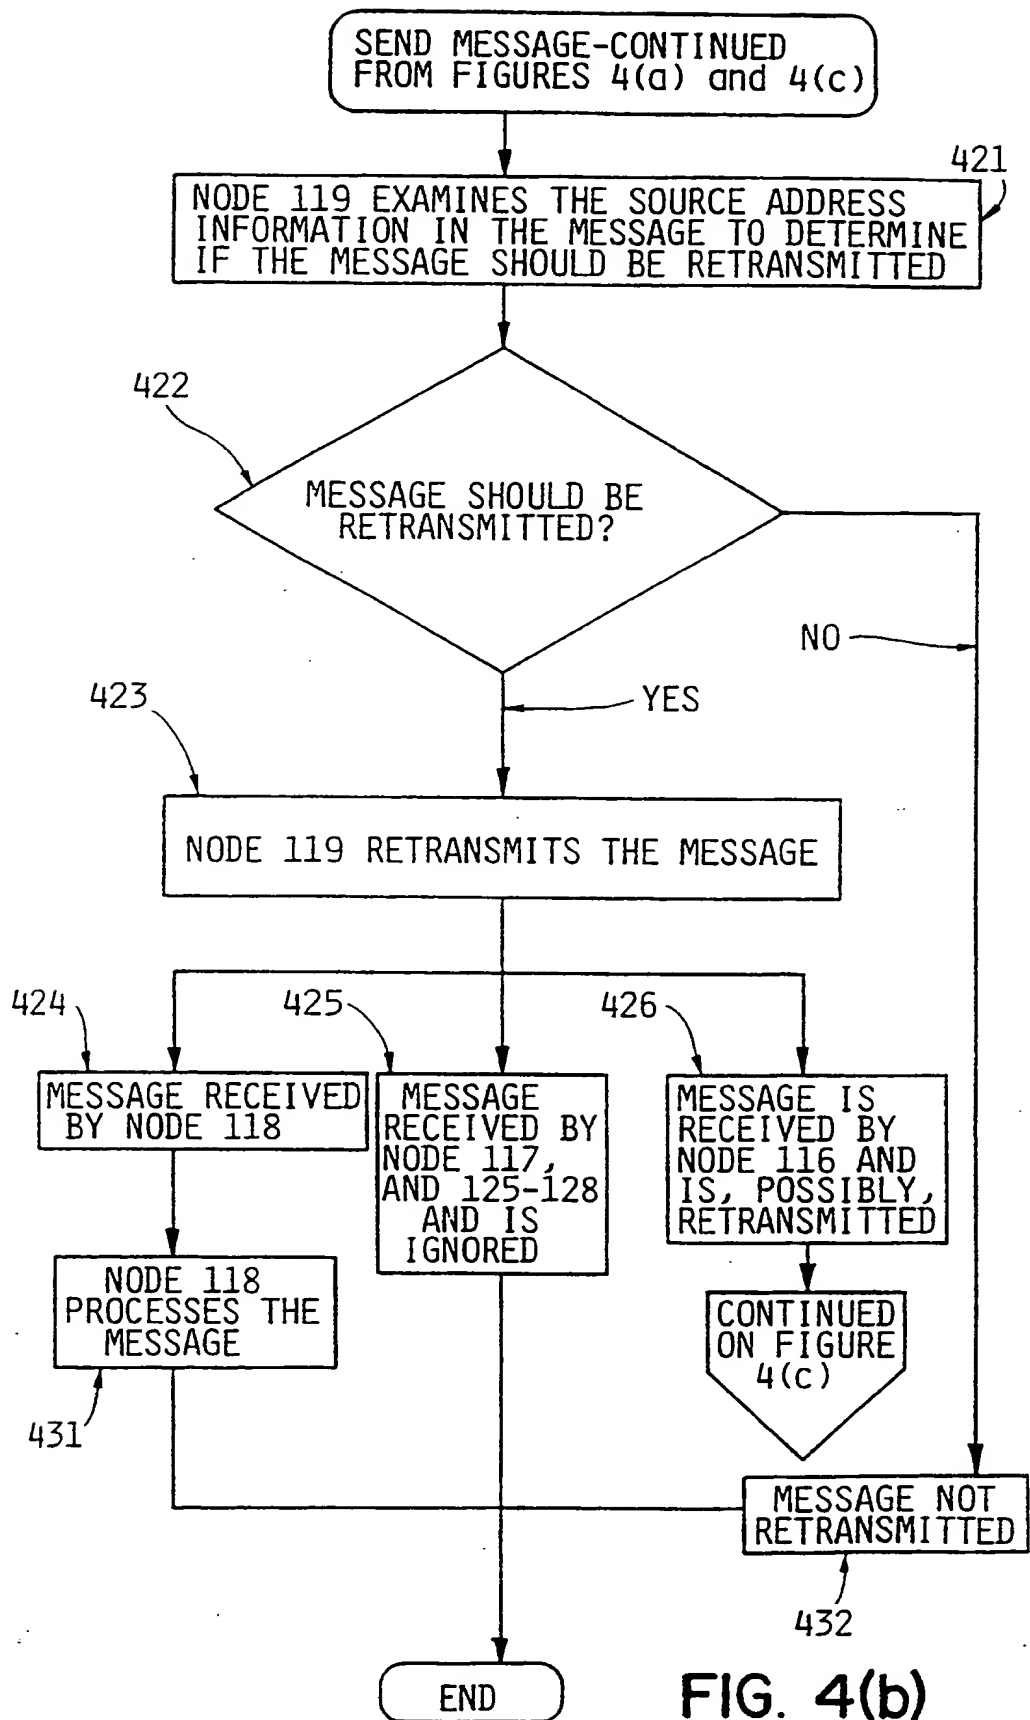 SEND MESSAGE-CONTINUED
FROM FIGURES 4(a) and 4(c)
421
NODE 119 EXAMINES THE SOURCE ADDRESS
INFORMATION IN THE MESSAGE TO DETERMINE
IF THE MESSAGE SHOULD BE RETRANSMITTED
422
MESSAGE SHOULD BE
RETRANSMITTED?
NO
YES
423
NODE 119 RETRANSMITS THE MESSAGE
424
425
426
MESSAGE RECEIVED
BY NODE 118
MESSAGE
RECEIVED BY
NODE 117,
AND 125-128
AND IS
IGNORED
MESSAGE IS
RECEIVED BY
NODE 116 AND
IS, POSSIBLY,
RETRANSMITTED
NODE 118
PROCESSES THE
MESSAGE
CONTINUED
ON FIGURE
4(c)
431
MESSAGE NOT
RETRANSMITTED
432
END
FIG. 4(b)